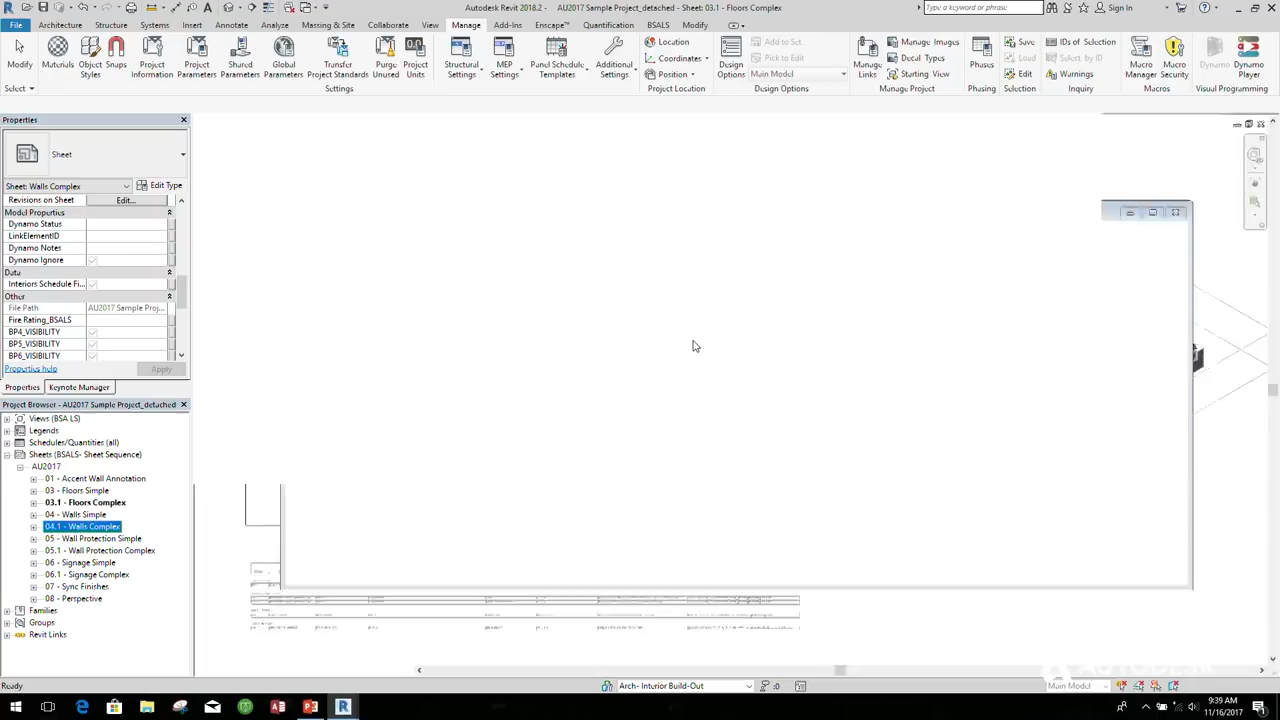 Autodesk Revit 2018.2 - AU2017 Sample Project_detached - Sheet: 03.1 - Floors Complex
Type a keyword or phrase
Sign In
File Architecture Structure Systems Insert Annotate Analyze Massing & Site Collaborate View Manage Add-Ins Enscape™ Quantification BSALS Modify
Modify
Materials
Object Styles
Snaps
Project Information
Project Parameters
Shared Parameters
Global Parameters
Transfer Project Standards
Purge Unused
Project Units
Structural Settings
MEP Settings
Panel Schedule Templates
Additional Settings
Location
Coordinates
Position
Design Options
Add to Set
Pick to Edit
Main Model
Manage Links
Manage Images
Decal Types
Starting View
Phases
Save
Load
Edit
IDs of Selection
Select by ID
Warnings
Macro Manager
Macro Security
Dynamo
Dynamo Player
Select
Settings
Project Location
Design Options
Manage Project
Phasing
Selection
Inquiry
Macros
Visual Programming
Properties
Sheet
Sheet: Walls Complex
Edit Type
Revisions on Sheet Edit...
Model Properties
Dynamo Status
LinkElementID
Dynamo Notes
Dynamo Ignore
Data
Interiors Schedule Fi...
Other
File Path AU2017 Sample Proj...
Fire Rating_BSALS
BP4_VISIBILITY
BP5_VISIBILITY
BP6_VISIBILITY
Properties help
Apply
Properties Keynote Manager
Project Browser - AU2017 Sample Project_detached
Views (BSA LS)
Legends
Schedules/Quantities (all)
Sheets (BSALS- Sheet Sequence)
AU2017
01 - Accent Wall Annotation
03 - Floors Simple
03.1 - Floors Complex
04 - Walls Simple
04.1 - Walls Complex
05 - Wall Protection Simple
05.1 - Wall Protection Complex
06 - Signage Simple
06.1 - Signage Complex
07 - Sync Finishes
08 - Perspective
Families
Groups
Revit Links
Ready
Arch- Interior Build-Out
:0
Main Model
9:39 AM
11/16/2017